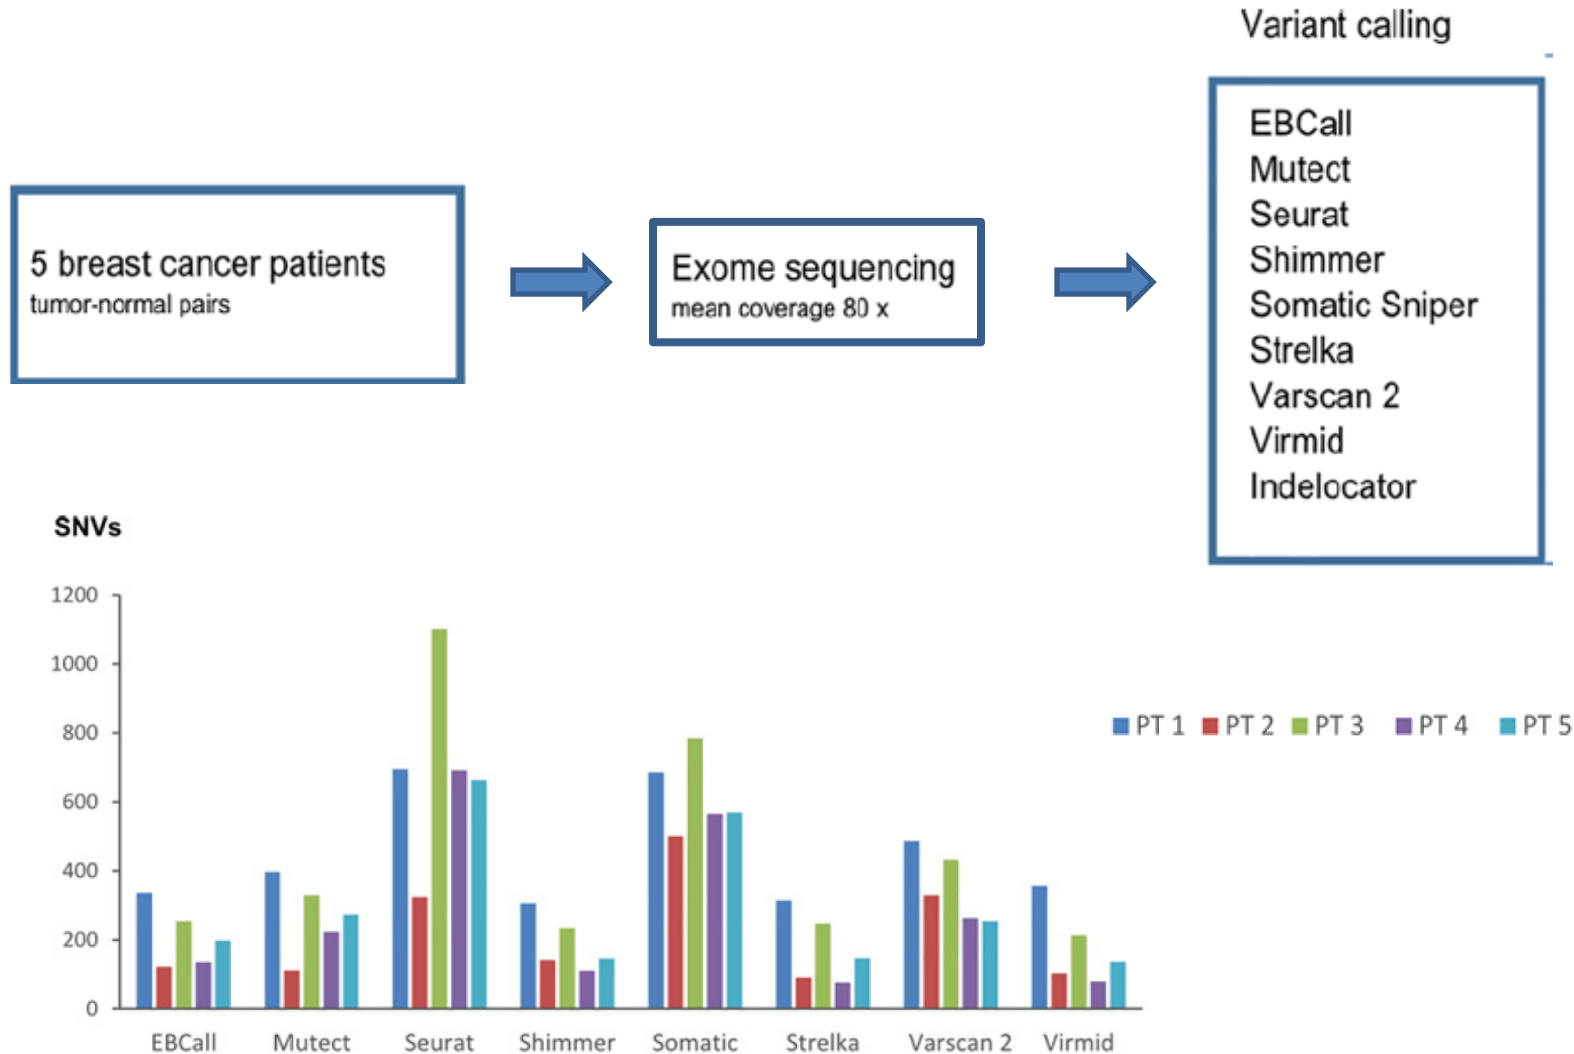 Variant calling
EBCall
Mutect
Seurat
Shimmer
Somatic Sniper
Strelka
Varscan 2
Virmid
Indelocator
5 breast cancer patients
tumor-normal pairs
Exome sequencing
mean coverage 80 x
SNVs
1200
1000
800
600
400
200
0
EBCall Mutect Seurat Shimmer Somatic Strelka Varscan 2 Virmid
PT 1 PT 2 PT 3 PT 4 PT 5